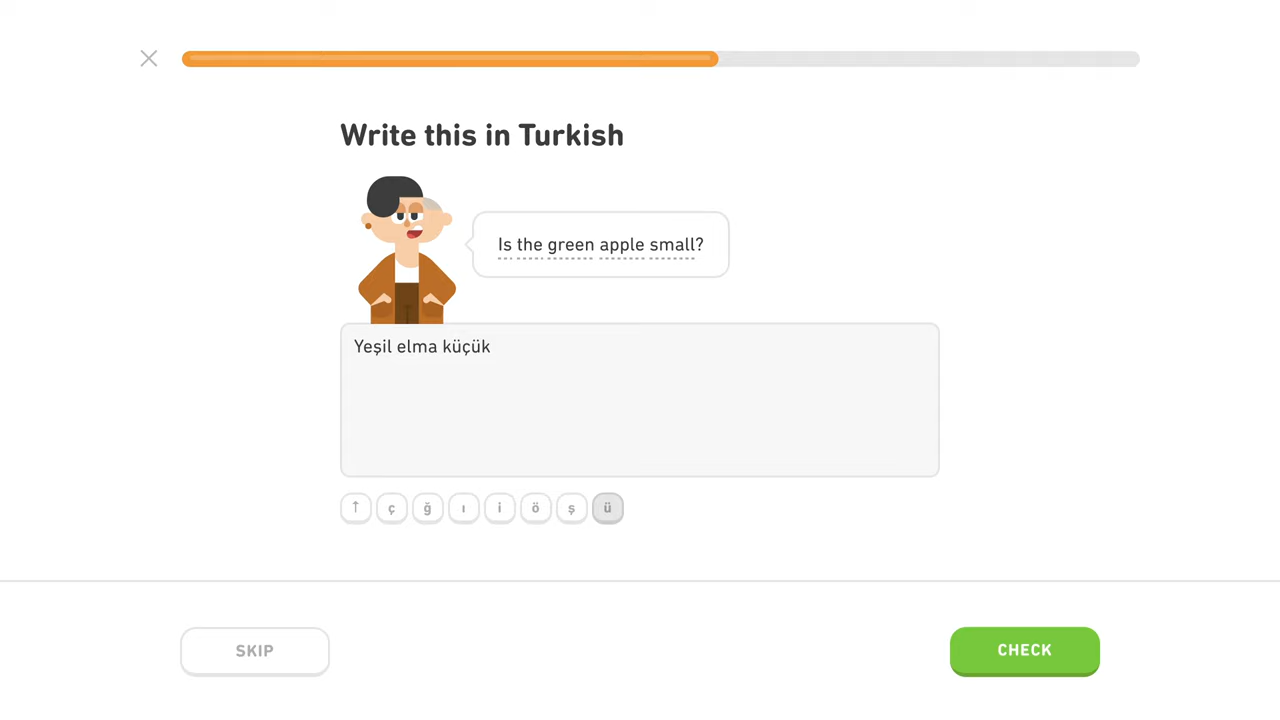 Write this in Turkish
Is the green apple small?
Yeşil elma küçük
↑ ç ğ ı i ö ş ü
SKIP
CHECK